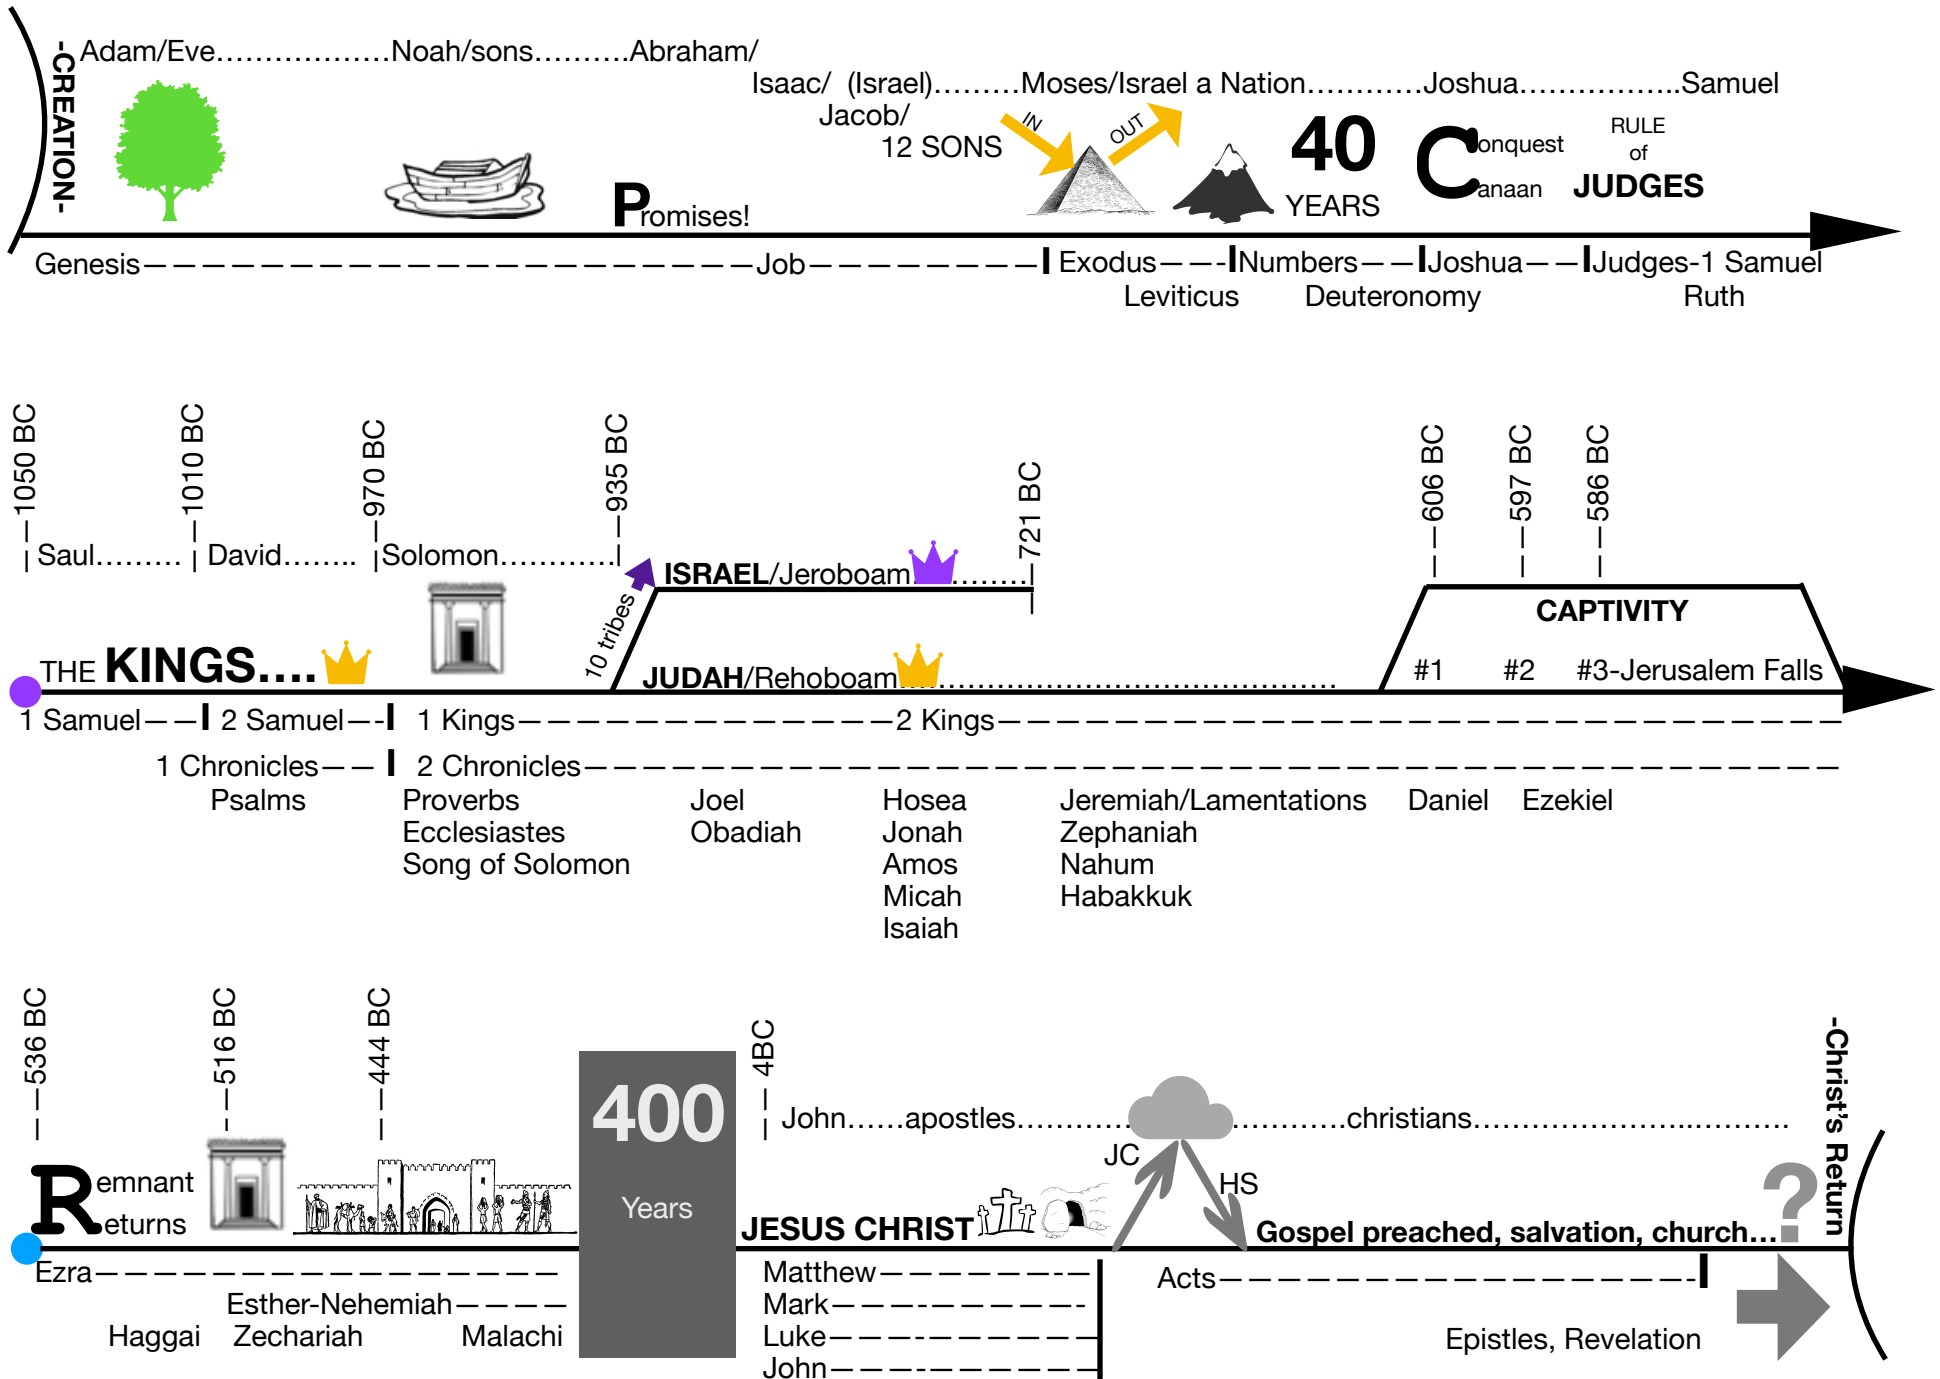 -CREATION-
Adam/Eve.................Noah/sons..........Abraham/
Isaac/ (Israel).........Moses/Israel a Nation............Joshua.................Samuel
Jacob/
12 SONS
IN
OUT
40
YEARS
Conquest
Canaan
RULE
of
JUDGES
Promises!
Genesis—————————————————————Job————————❙Exodus——-❙Numbers——❙Joshua——❙Judges-1 Samuel
Leviticus
Deuteronomy
Ruth
1050 BC
1010 BC
970 BC
935 BC
721 BC
606 BC
597 BC
586 BC
Saul.........
David........
Solomon............
10 tribes
ISRAEL/Jeroboam.............
THE KINGS....
JUDAH/Rehoboam..................................................
CAPTIVITY
#1 #2 #3-Jerusalem Falls
1 Samuel——❙ 2 Samuel—-❙ 1 Kings—————————————2 Kings—————————————————————————————
1 Chronicles——❙ 2 Chronicles———————————————————————————————————————————
Psalms
Proverbs
Ecclesiastes
Song of Solomon
Joel
Obadiah
Hosea
Jonah
Amos
Micah
Isaiah
Jeremiah/Lamentations
Zephaniah
Nahum
Habakkuk
Daniel
Ezekiel
536 BC
516 BC
444 BC
4BC
400
Years
Remnant
Returns
John......apostles.........................christians....................................
JC
HS
JESUS CHRIST
Gospel preached, salvation, church...?
-Christ's Return
Ezra————————————————
Esther-Nehemiah————
Haggai Zechariah Malachi
Matthew——————-—
Mark———-—————-
Luke———-——————
John———-——————
Acts————————————————-❙
Epistles, Revelation